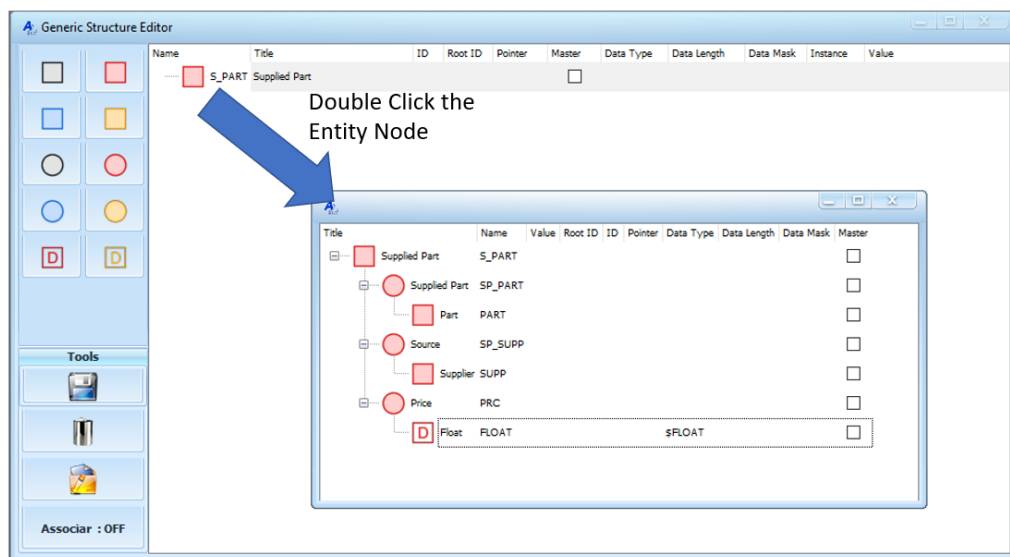 Generic Structure Editor
Name Title ID Root ID Pointer Master Data Type Data Length Data Mask Instance Value
S_PART Supplied Part
Double Click the
Entity Node
Title Name Value Root ID ID Pointer Data Type Data Length Data Mask Master
Supplied Part S_PART
Supplied Part SP_PART
Part PART
Source SP_SUPP
Supplier SUPP
Price PRC
D Float FLOAT $FLOAT
D D
Tools
Associar : OFF